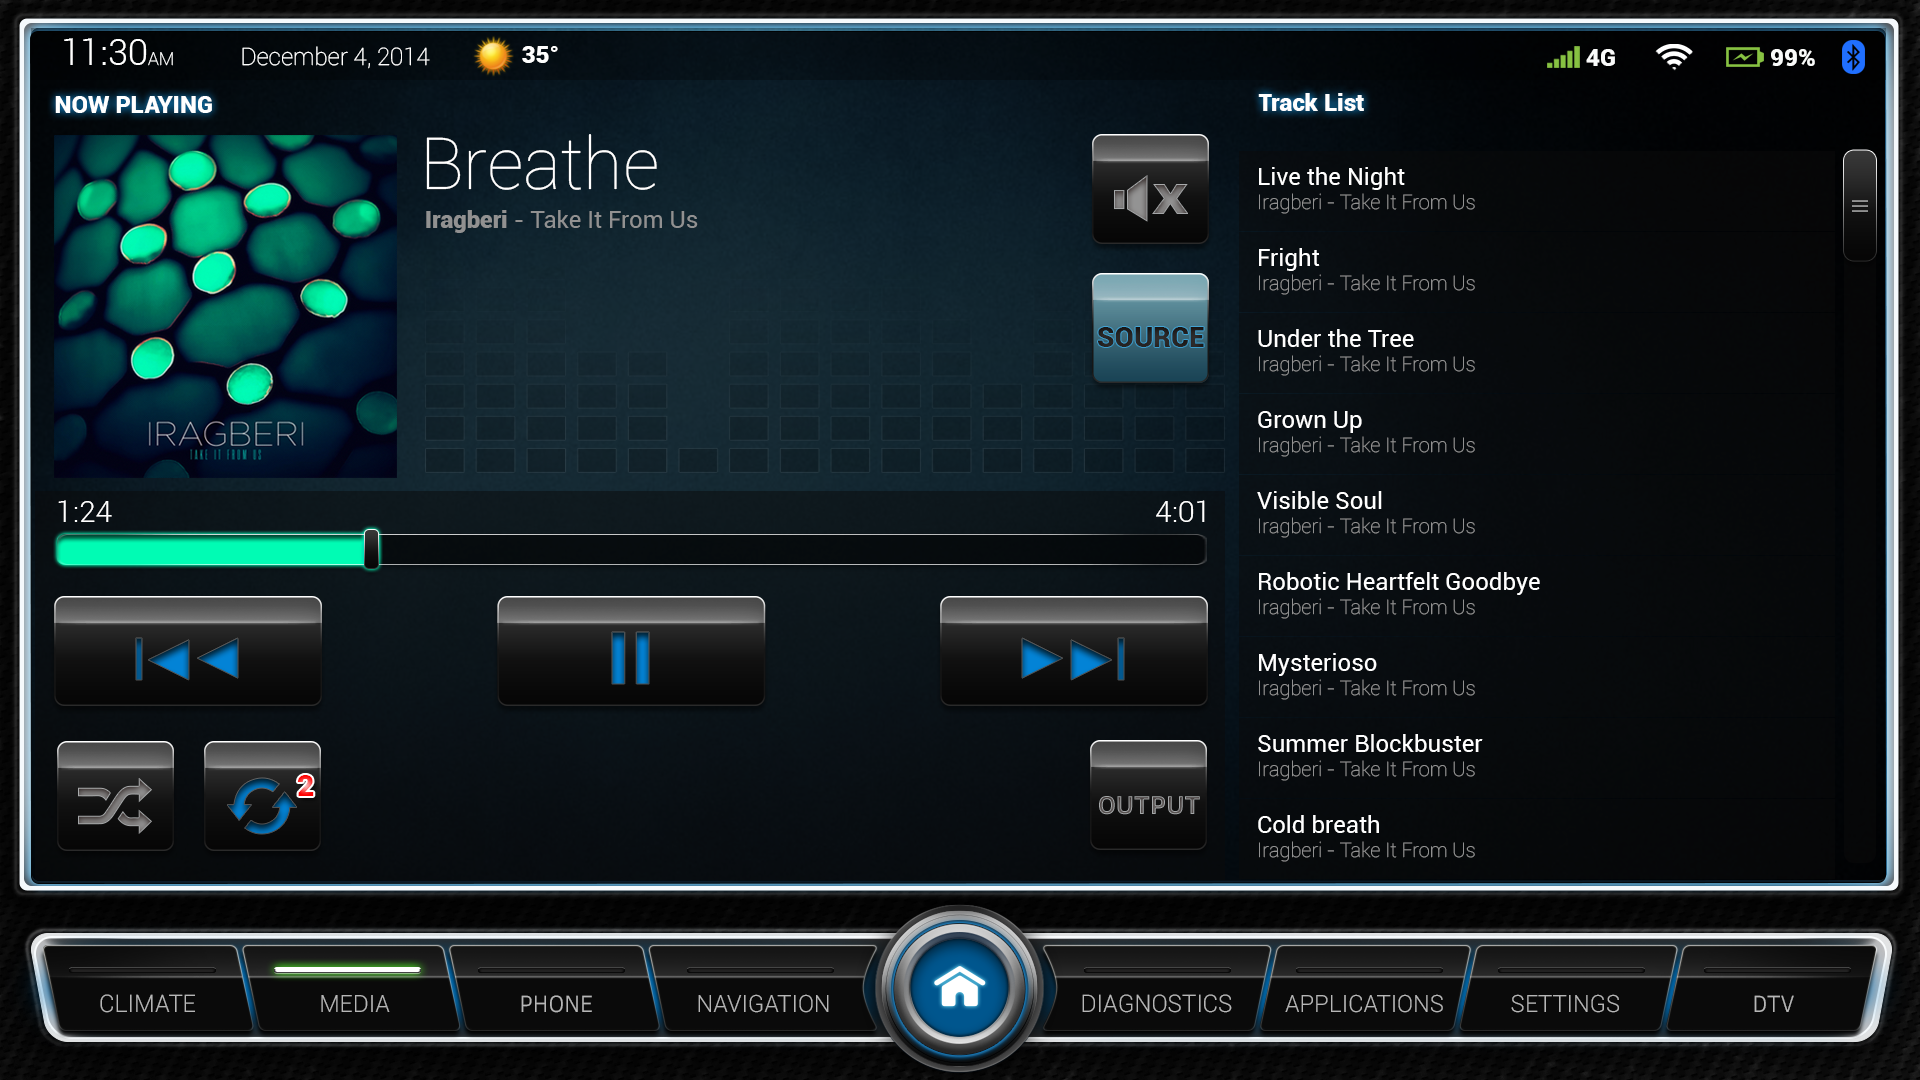 11:30AM
December 4, 2014
35°
4G
99%
NOW PLAYING
Breathe
Iragberi - Take It From Us
IRAGBERI
TAKE IT FROM US
SOURCE
1:24
4:01
2
OUTPUT
Track List
Live the Night
Iragberi - Take It From Us
Fright
Iragberi - Take It From Us
Under the Tree
Iragberi - Take It From Us
Grown Up
Iragberi - Take It From Us
Visible Soul
Iragberi - Take It From Us
Robotic Heartfelt Goodbye
Iragberi - Take It From Us
Mysterioso
Iragberi - Take It From Us
Summer Blockbuster
Iragberi - Take It From Us
Cold breath
Iragberi - Take It From Us
CLIMATE
MEDIA
PHONE
NAVIGATION
DIAGNOSTICS
APPLICATIONS
SETTINGS
DTV